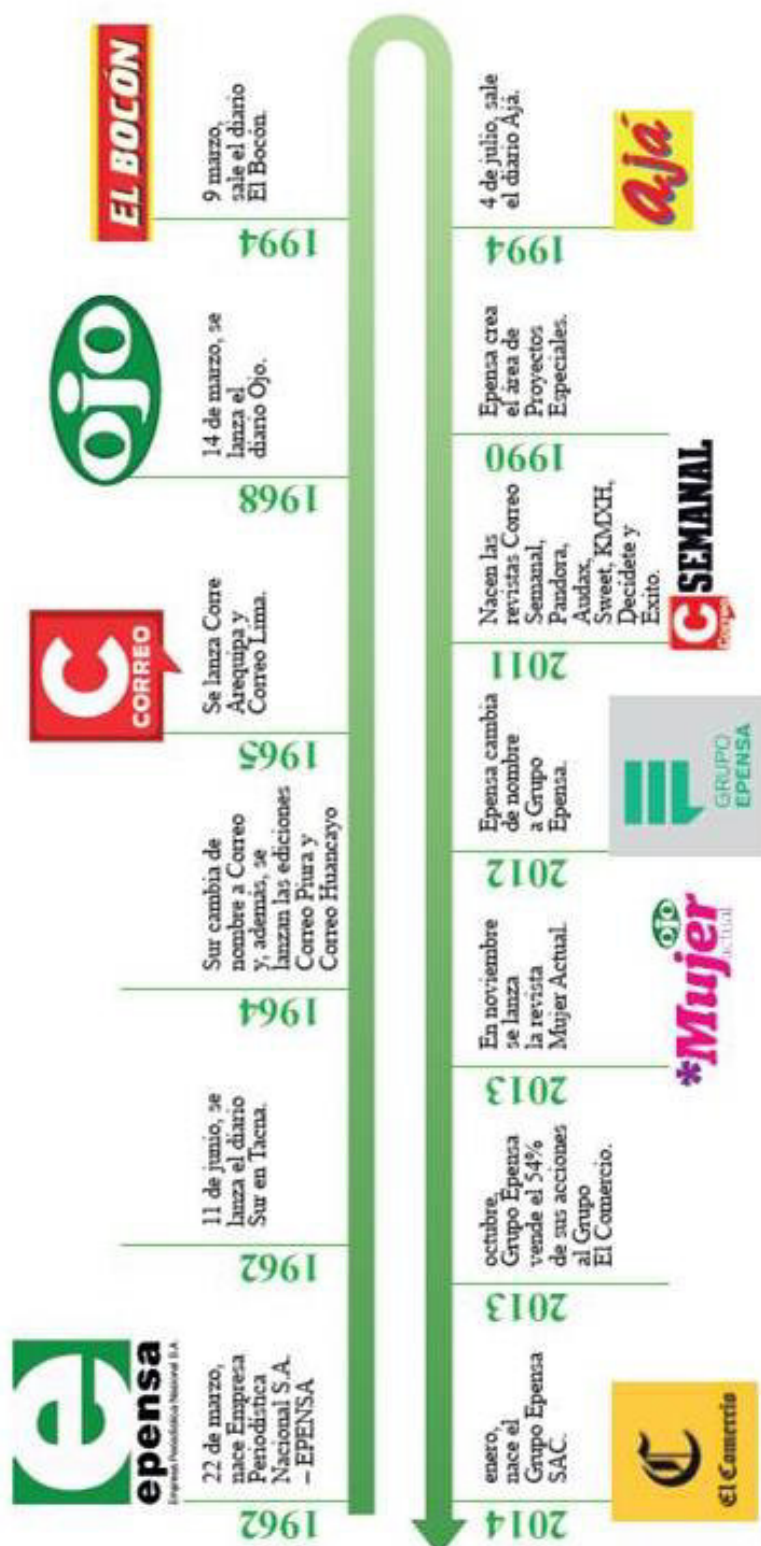 e
epensa
Empresa Periodística Nacional S.A.
1962
22 de marzo,
nace Empresa
Periodística
Nacional S.A.
– EPENSA
1962
11 de junio, se
lanza el diario
Sur en Tacna.
1964
Sur cambia de
nombre a Correo
y, además, se
lanzan las ediciones
Correo Piura y
Correo Huancayo
C
CORREO
1965
Se lanza Corre
Arequipa y
Correo Lima.
ojo
1968
14 de marzo, se
lanza el
diario Ojo.
EL BOCÓN
1994
9 marzo,
sale el diario
El Bocón.
1994
4 de julio, sale
el diario Ajá.
ajá
1990
Epensa crea
el área de
Proyectos
Especiales.
2011
Nacen las
revistas Correo
Semanal,
Pandora,
Audax,
Sweet, KMXH,
Decídete y
Exito.
C SEMANAL
CORREO
2012
Epensa cambia
de nombre
a Grupo
Epensa.
GRUPO
EPENSA
2013
En noviembre
se lanza
la revista
Mujer Actual.
ojo
*Mujer
actual
2013
octubre,
Grupo Epensa
vende el 54%
de sus acciones
al Grupo
El Comercio.
2014
enero,
nace el
Grupo Epensa
SAC.
C
El Comercio